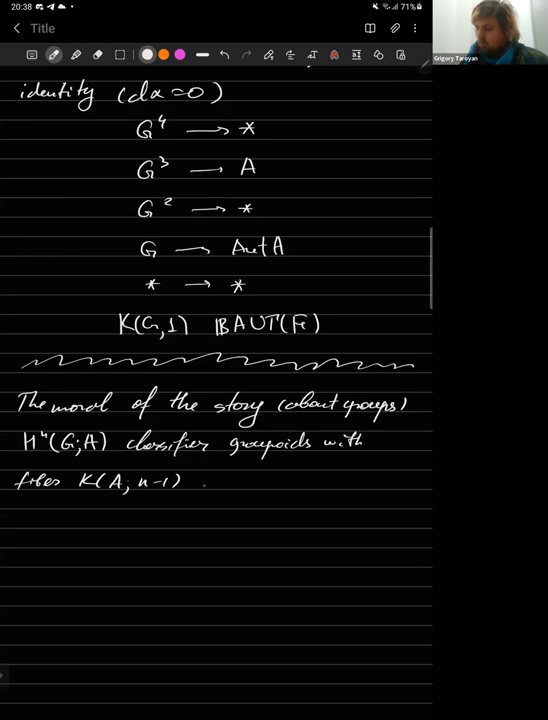 20:38
71%
Title
Grigory Taroyan
identity (dα=0)
G⁴ → *
G³ → A
G² → *
G → Aut A
* → *
K(G,1) BAUT(F)
The moral of the story (about groups)
Hⁿ(G;A) classifies groupoids with
fibes K(A, n-1)